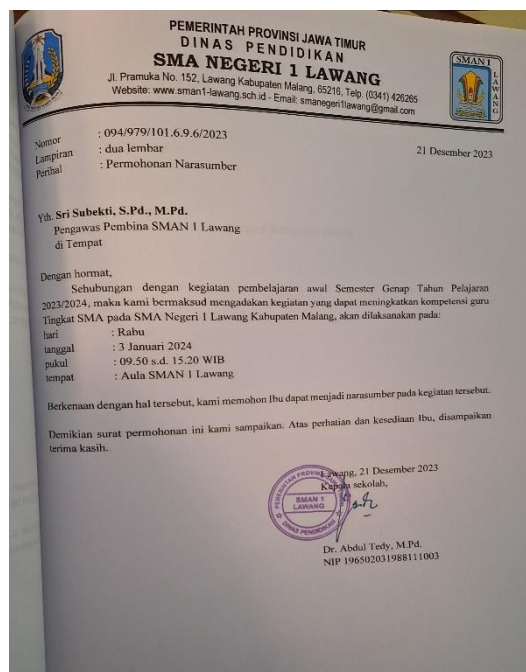 PEMERINTAH PROVINSI JAWA TIMUR
DINAS PENDIDIKAN
SMA NEGERI 1 LAWANG
Jl. Pramuka No. 152, Lawang Kabupaten Malang, 65216, Telp. (0341) 426265
Website: www.sman1-lawang.sch.id - Email: smanegeri1lawang@gmail.com
SMAN 1
LAWANG
Nomor : 094/979/101.6.9.6/2023
21 Desember 2023
Lampiran : dua lembar
Perihal : Permohonan Narasumber
Yth. Sri Subekti, S.Pd., M.Pd.
Pengawas Pembina SMAN 1 Lawang
di Tempat
Dengan hormat,
Sehubungan dengan kegiatan pembelajaran awal Semester Genap Tahun Pelajaran
2023/2024, maka kami bermaksud mengadakan kegiatan yang dapat meningkatkan kompetensi guru
Tingkat SMA pada SMA Negeri 1 Lawang Kabupaten Malang, akan dilaksanakan pada:
hari : Rabu
tanggal : 3 Januari 2024
pukul : 09.50 s.d. 15.20 WIB
tempat : Aula SMAN 1 Lawang
Berkenaan dengan hal tersebut, kami memohon Ibu dapat menjadi narasumber pada kegiatan tersebut.
Demikian surat permohonan ini kami sampaikan. Atas perhatian dan kesediaan Ibu, disampaikan
terima kasih.
Lawang, 21 Desember 2023
Kepala sekolah,
PEMERINTAH PROVINSI JAWA
SMAN 1
LAWANG
DINAS PENDIDIKAN
Dr. Abdul Tedy, M.Pd.
NIP 196502031988111003